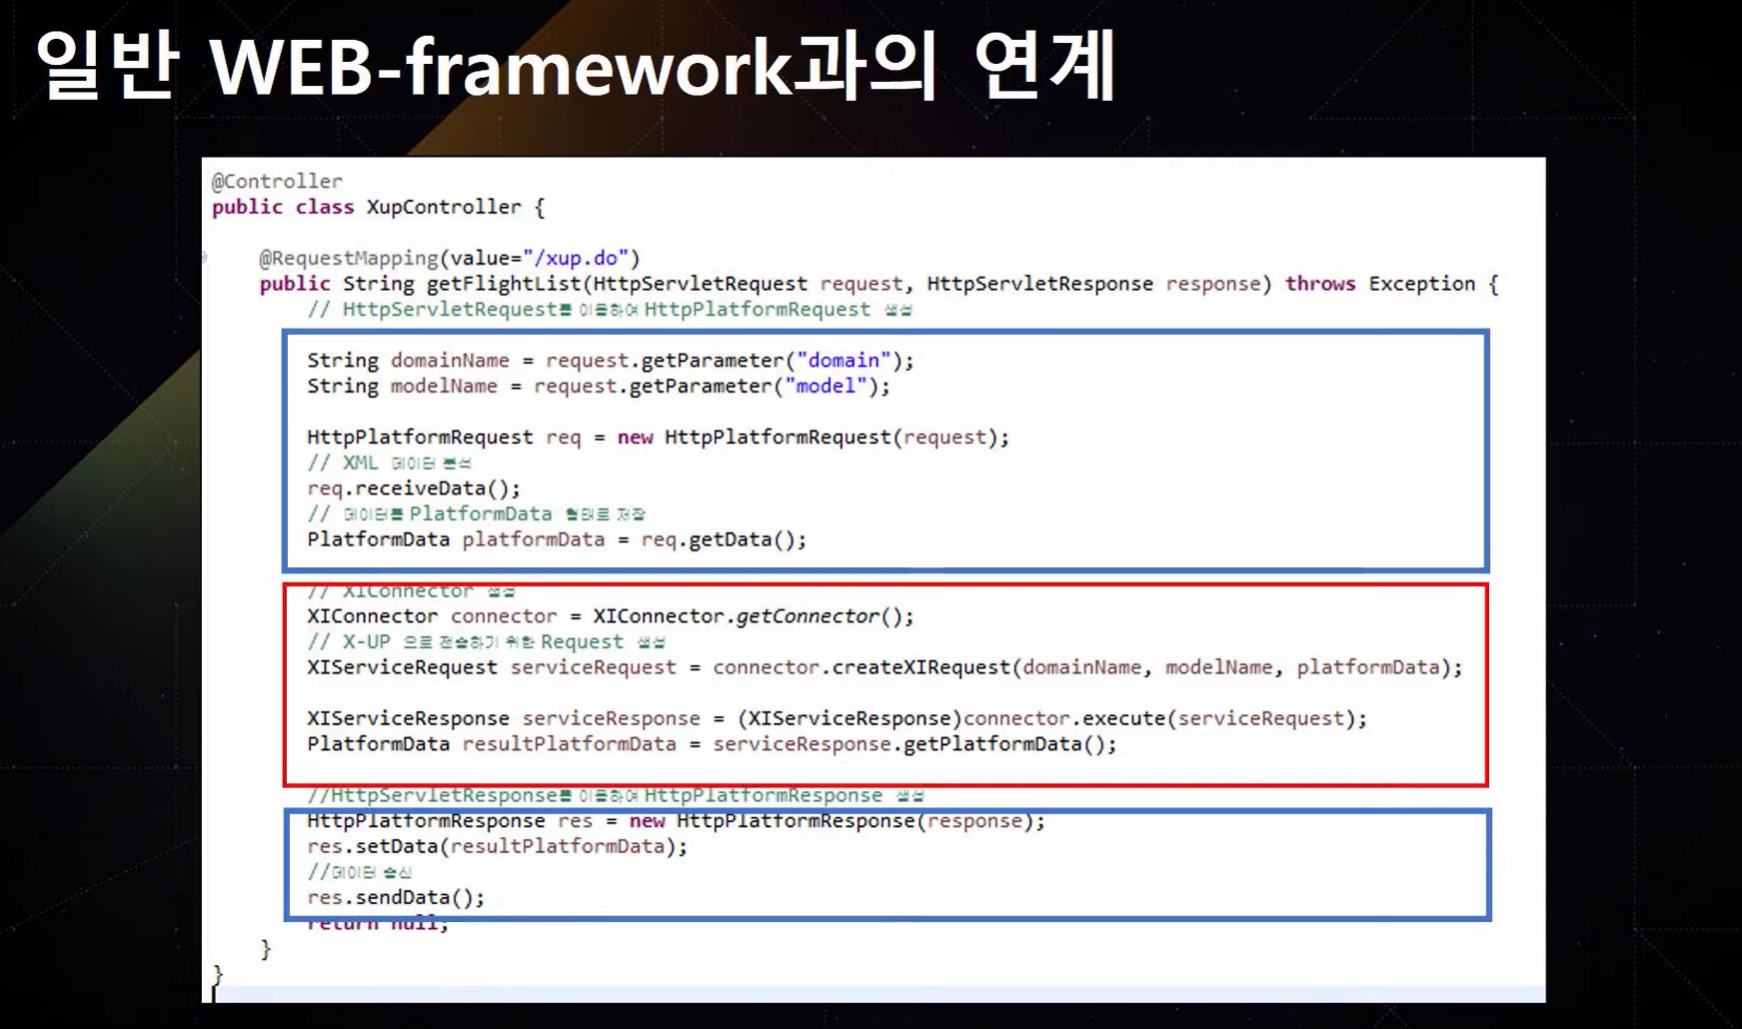 일반 WEB-framework과의 연계
@Controller
public class XupController {
@RequestMapping(value="/xup.do")
public String getFlightList(HttpServletRequest request, HttpServletResponse response) throws Exception {
// HttpServletRequest를 이용하여 HttpPlatformRequest 생성
String domainName = request.getParameter("domain");
String modelName = request.getParameter("model");
HttpPlatformRequest req = new HttpPlatformRequest(request);
// XML 데이터 분석
req.receiveData();
// 데이터를 PlatformData 형태로 저장
PlatformData platformData = req.getData();
// XIConnector 생성
XIConnector connector = XIConnector.getConnector();
// X-UP 으로 전송하기 위한 Request 생성
XIServiceRequest serviceRequest = connector.createXIRequest(domainName, modelName, platformData);
XIServiceResponse serviceResponse = (XIServiceResponse)connector.execute(serviceRequest);
PlatformData resultPlatformData = serviceResponse.getPlatformData();
//HttpServletResponse를 이용하여 HttpPlatformResponse 생성
HttpPlatformResponse res = new HttpPlatformResponse(response);
res.setData(resultPlatformData);
//데이터 송신
res.sendData();
return null;
}
}